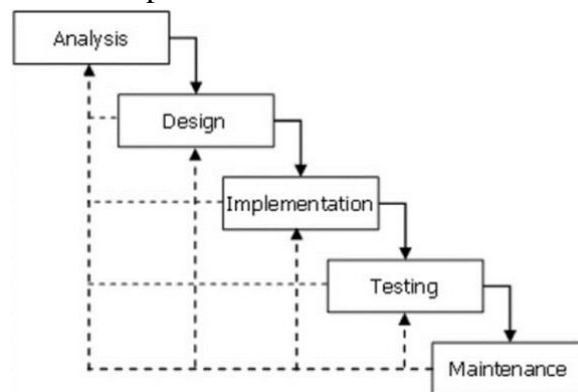 Analysis
Design
Implementation
Testing
Maintenance